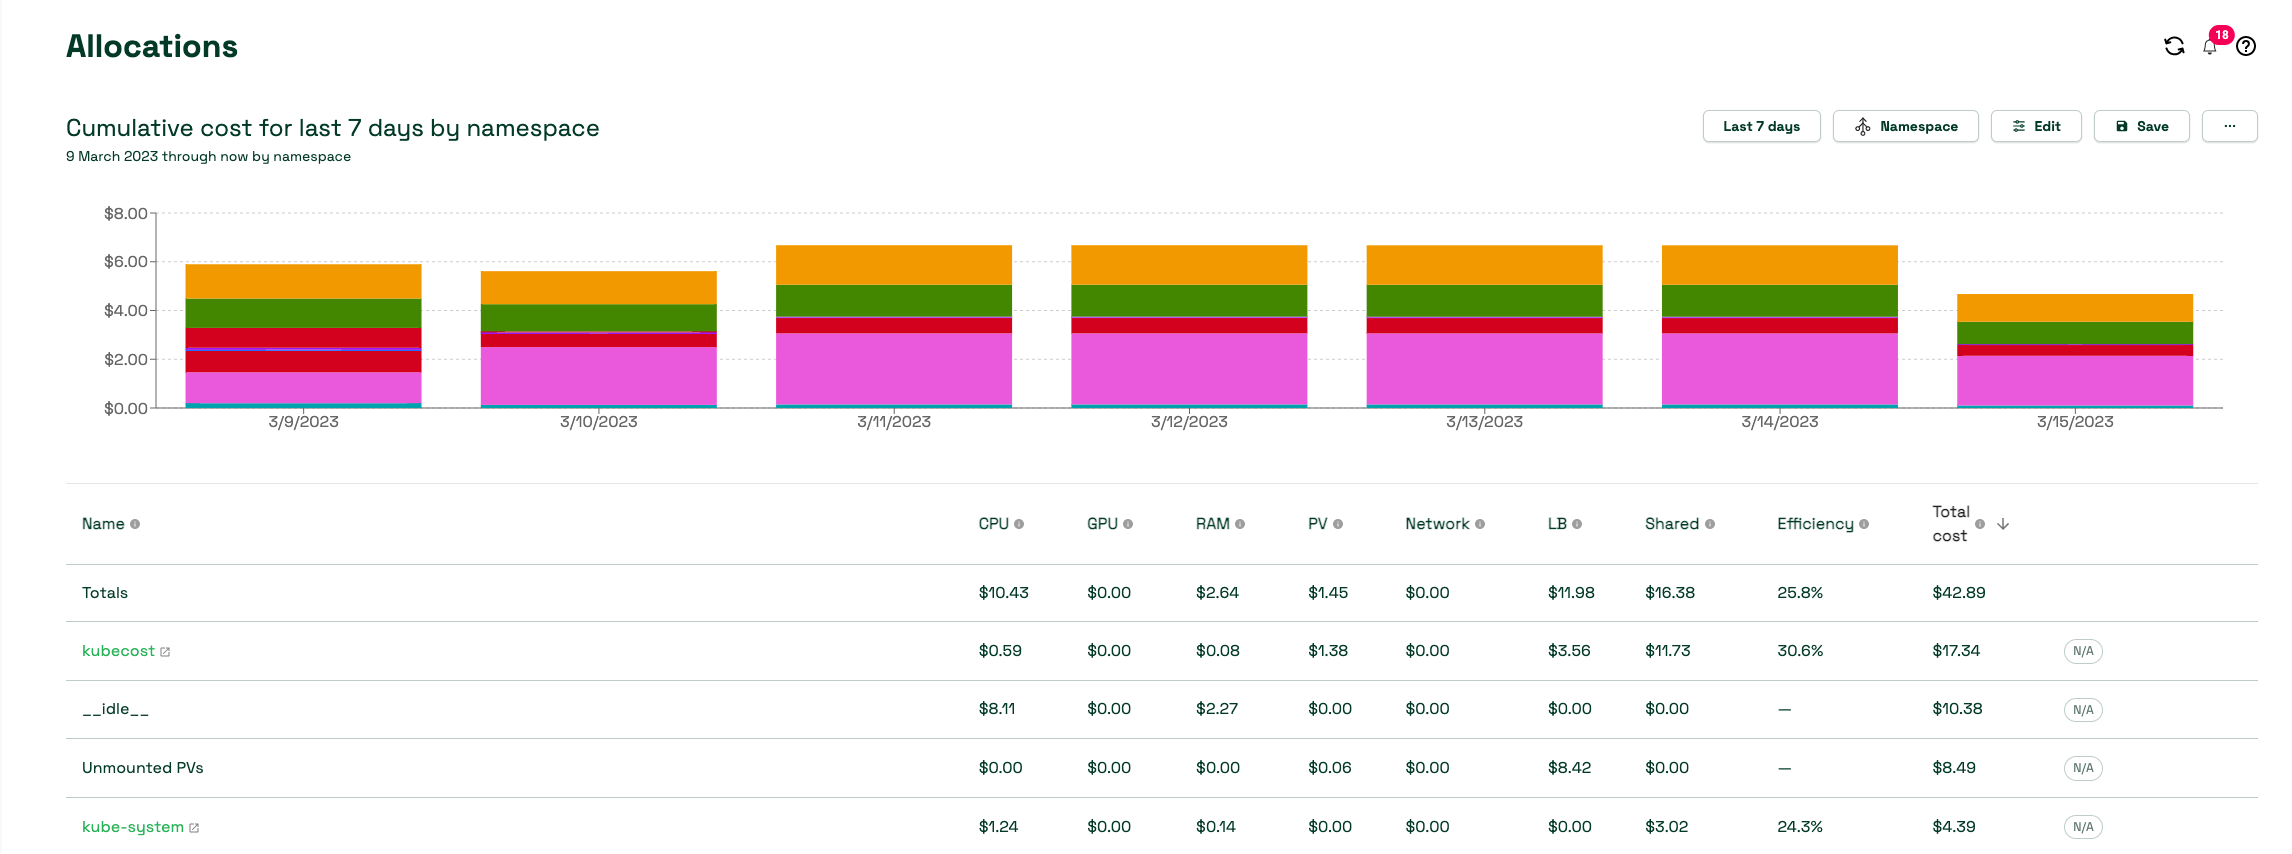 Allocations
18
Cumulative cost for last 7 days by namespace
Last 7 days Namespace Edit Save ...
9 March 2023 through now by namespace
$8.00
$6.00
$4.00
$2.00
$0.00
3/9/2023 3/10/2023 3/11/2023 3/12/2023 3/13/2023 3/14/2023 3/15/2023
Name CPU GPU RAM PV Network LB Shared Efficiency Total cost
Totals $10.43 $0.00 $2.64 $1.45 $0.00 $11.98 $16.38 25.8% $42.89
kubecost $0.59 $0.00 $0.08 $1.38 $0.00 $3.56 $11.73 30.6% $17.34 N/A
__idle__ $8.11 $0.00 $2.27 $0.00 $0.00 $0.00 $0.00 — $10.38 N/A
Unmounted PVs $0.00 $0.00 $0.00 $0.06 $0.00 $8.42 $0.00 — $8.49 N/A
kube-system $1.24 $0.00 $0.14 $0.00 $0.00 $0.00 $3.02 24.3% $4.39 N/A